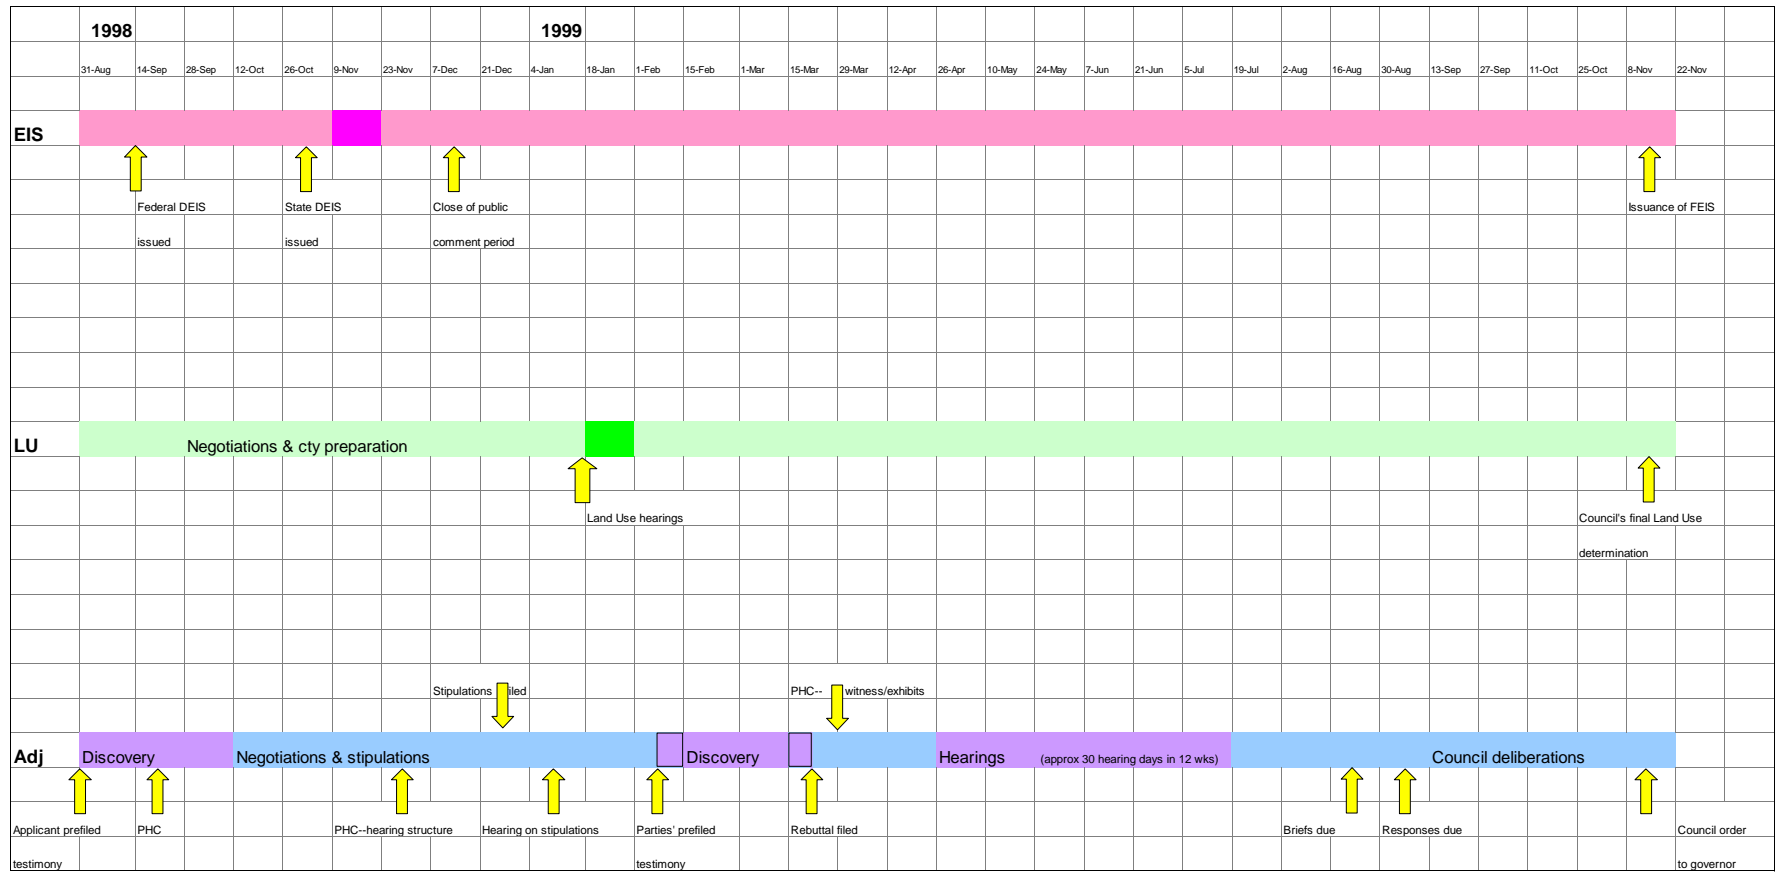 1998 1999
31-Aug 14-Sep 28-Sep 12-Oct 26-Oct 9-Nov 23-Nov 7-Dec 21-Dec 4-Jan 18-Jan 1-Feb 15-Feb 1-Mar 15-Mar 29-Mar 12-Apr 26-Apr 10-May 24-May 7-Jun 21-Jun 5-Jul 19-Jul 2-Aug 16-Aug 30-Aug 13-Sep 27-Sep 11-Oct 25-Oct 8-Nov 22-Nov
EIS
Federal DEIS State DEIS Close of public Issuance of FEIS
issued issued comment period
LU Negotiations & cty preparation
Land Use hearings Council's final Land Use
determination
Stipulations iled PHC-- witness/exhibits
Adj Discovery Negotiations & stipulations Discovery Hearings (approx 30 hearing days in 12 wks) Council deliberations
Applicant prefiled PHC PHC--hearing structure Hearing on stipulations Parties' prefiled Rebuttal filed Briefs due Responses due Council order
testimony testimony to governor